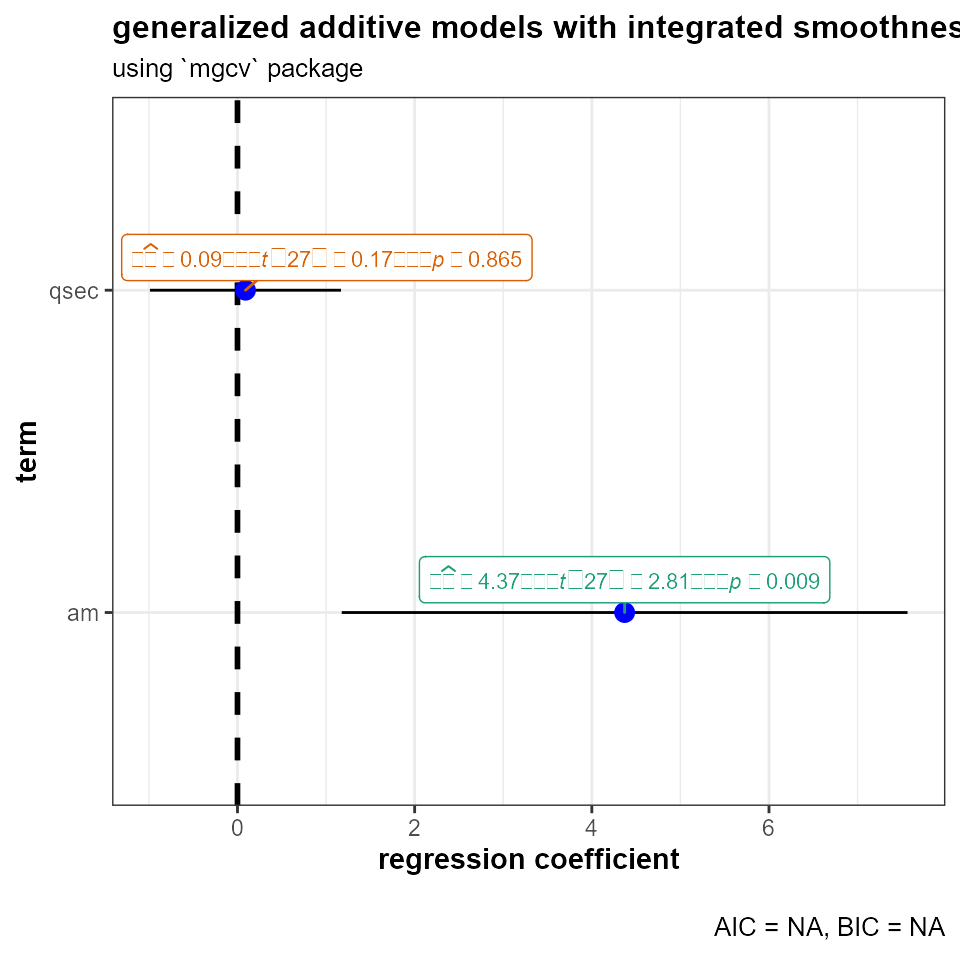 generalized additive models with integrated smoothnes
using `mgcv` package
□̂□ □ 0.09□□□t□27□ □ 0.17□□□p □ 0.865
qsec
term
□̂□ □ 4.37□□□t□27□ □ 2.81□□□p □ 0.009
am
0 2 4 6
regression coefficient
AIC = NA, BIC = NA